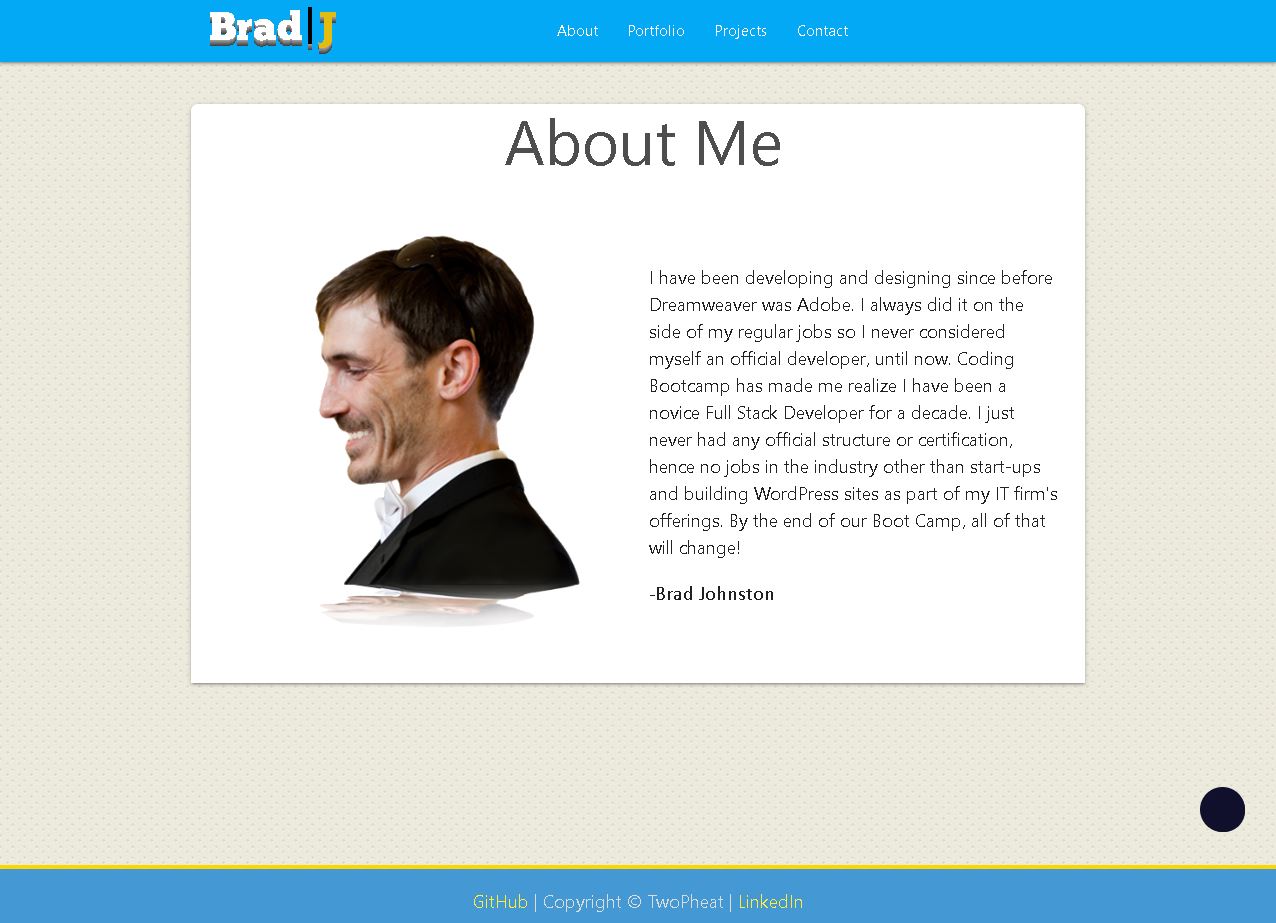 Brad|J
About Portfolio Projects Contact
About Me
I have been developing and designing since before
Dreamweaver was Adobe. I always did it on the
side of my regular jobs so I never considered
myself an official developer, until now. Coding
Bootcamp has made me realize I have been a
novice Full Stack Developer for a decade. I just
never had any official structure or certification,
hence no jobs in the industry other than start-ups
and building WordPress sites as part of my IT firm's
offerings. By the end of our Boot Camp, all of that
will change!
-Brad Johnston
GitHub | Copyright © TwoPheat | LinkedIn